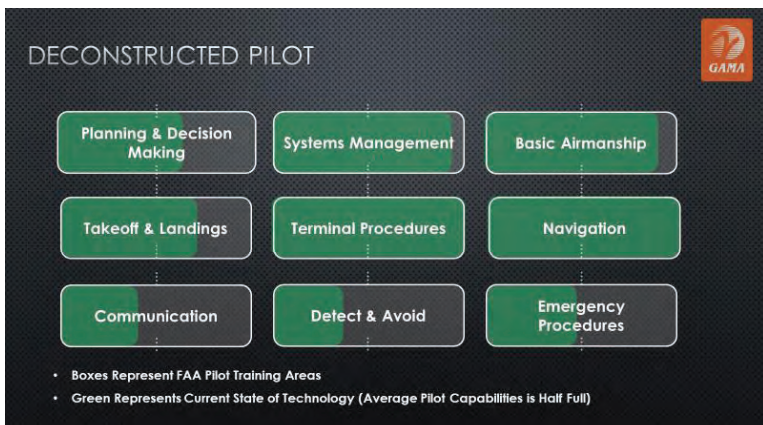 DECONSTRUCTED PILOT
GAMA
Planning & Decision
Making
Systems Management
Basic Airmanship
Takeoff & Landings
Terminal Procedures
Navigation
Communication
Detect & Avoid
Emergency
Procedures
• Boxes Represent FAA Pilot Training Areas
• Green Represents Current State of Technology (Average Pilot Capabilities is Half Full)